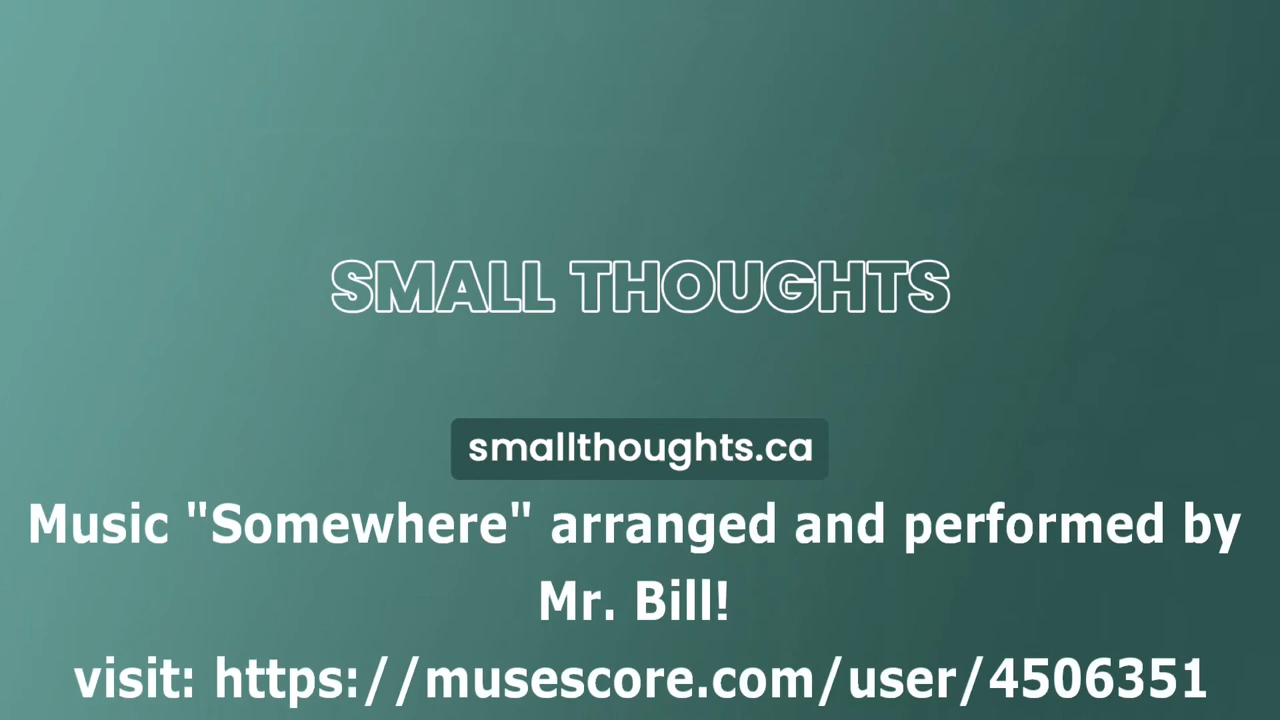 SMALL THOUGHTS
smallthoughts.ca
Music "Somewhere" arranged and performed by
Mr. Bill!
visit: https://musescore.com/user/4506351